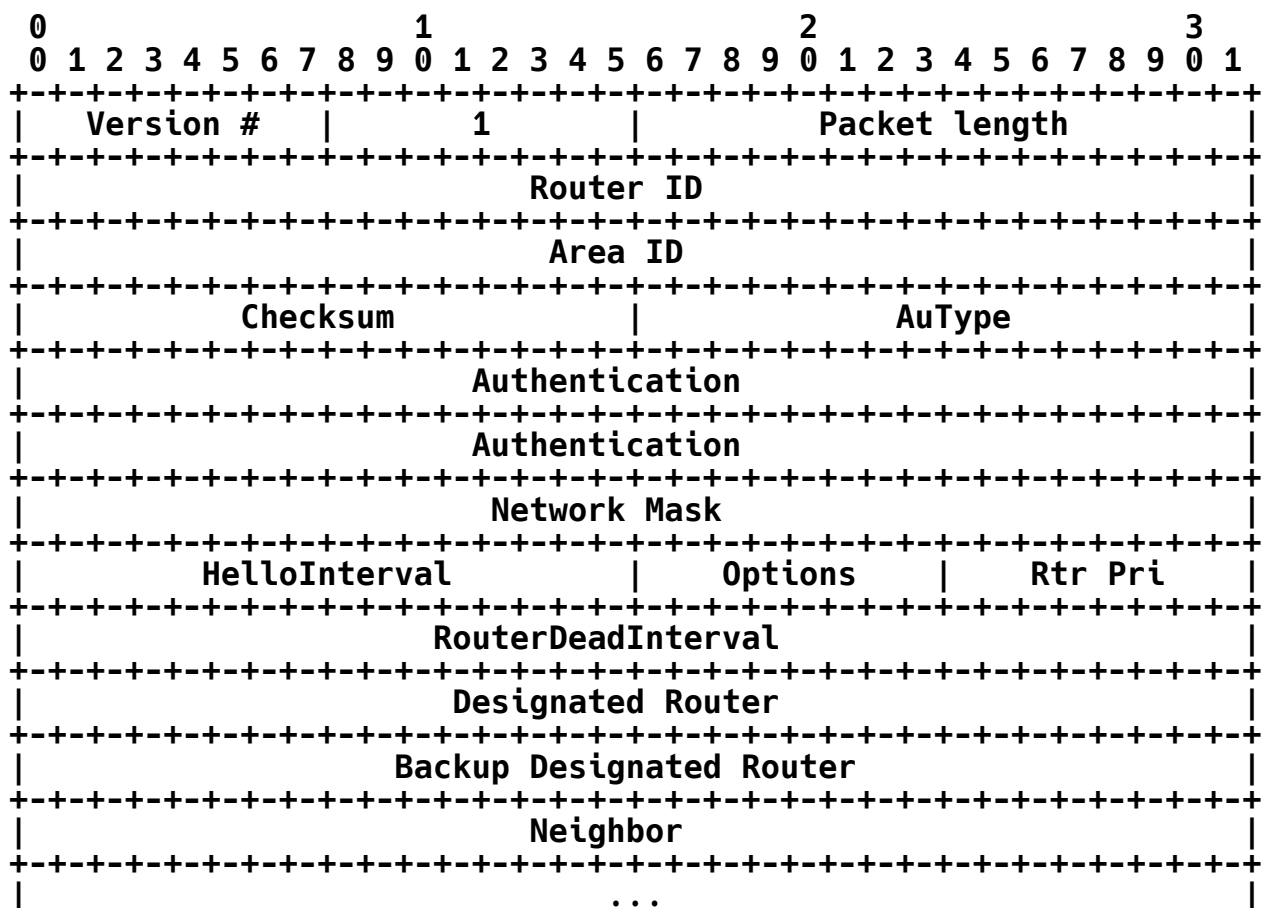 0                   1                   2                   3
 0 1 2 3 4 5 6 7 8 9 0 1 2 3 4 5 6 7 8 9 0 1 2 3 4 5 6 7 8 9 0 1
+-+-+-+-+-+-+-+-+-+-+-+-+-+-+-+-+-+-+-+-+-+-+-+-+-+-+-+-+-+-+-+-+
|   Version #   |       1       |         Packet length         |
+-+-+-+-+-+-+-+-+-+-+-+-+-+-+-+-+-+-+-+-+-+-+-+-+-+-+-+-+-+-+-+-+
|                          Router ID                            |
+-+-+-+-+-+-+-+-+-+-+-+-+-+-+-+-+-+-+-+-+-+-+-+-+-+-+-+-+-+-+-+-+
|                           Area ID                             |
+-+-+-+-+-+-+-+-+-+-+-+-+-+-+-+-+-+-+-+-+-+-+-+-+-+-+-+-+-+-+-+-+
|           Checksum            |             AuType            |
+-+-+-+-+-+-+-+-+-+-+-+-+-+-+-+-+-+-+-+-+-+-+-+-+-+-+-+-+-+-+-+-+
|                       Authentication                          |
+-+-+-+-+-+-+-+-+-+-+-+-+-+-+-+-+-+-+-+-+-+-+-+-+-+-+-+-+-+-+-+-+
|                       Authentication                          |
+-+-+-+-+-+-+-+-+-+-+-+-+-+-+-+-+-+-+-+-+-+-+-+-+-+-+-+-+-+-+-+-+
|                        Network Mask                           |
+-+-+-+-+-+-+-+-+-+-+-+-+-+-+-+-+-+-+-+-+-+-+-+-+-+-+-+-+-+-+-+-+
|         HelloInterval         |    Options    |    Rtr Pri    |
+-+-+-+-+-+-+-+-+-+-+-+-+-+-+-+-+-+-+-+-+-+-+-+-+-+-+-+-+-+-+-+-+
|                     RouterDeadInterval                        |
+-+-+-+-+-+-+-+-+-+-+-+-+-+-+-+-+-+-+-+-+-+-+-+-+-+-+-+-+-+-+-+-+
|                      Designated Router                        |
+-+-+-+-+-+-+-+-+-+-+-+-+-+-+-+-+-+-+-+-+-+-+-+-+-+-+-+-+-+-+-+-+
|                   Backup Designated Router                    |
+-+-+-+-+-+-+-+-+-+-+-+-+-+-+-+-+-+-+-+-+-+-+-+-+-+-+-+-+-+-+-+-+
|                          Neighbor                             |
+-+-+-+-+-+-+-+-+-+-+-+-+-+-+-+-+-+-+-+-+-+-+-+-+-+-+-+-+-+-+-+-+
|                              ...                              |